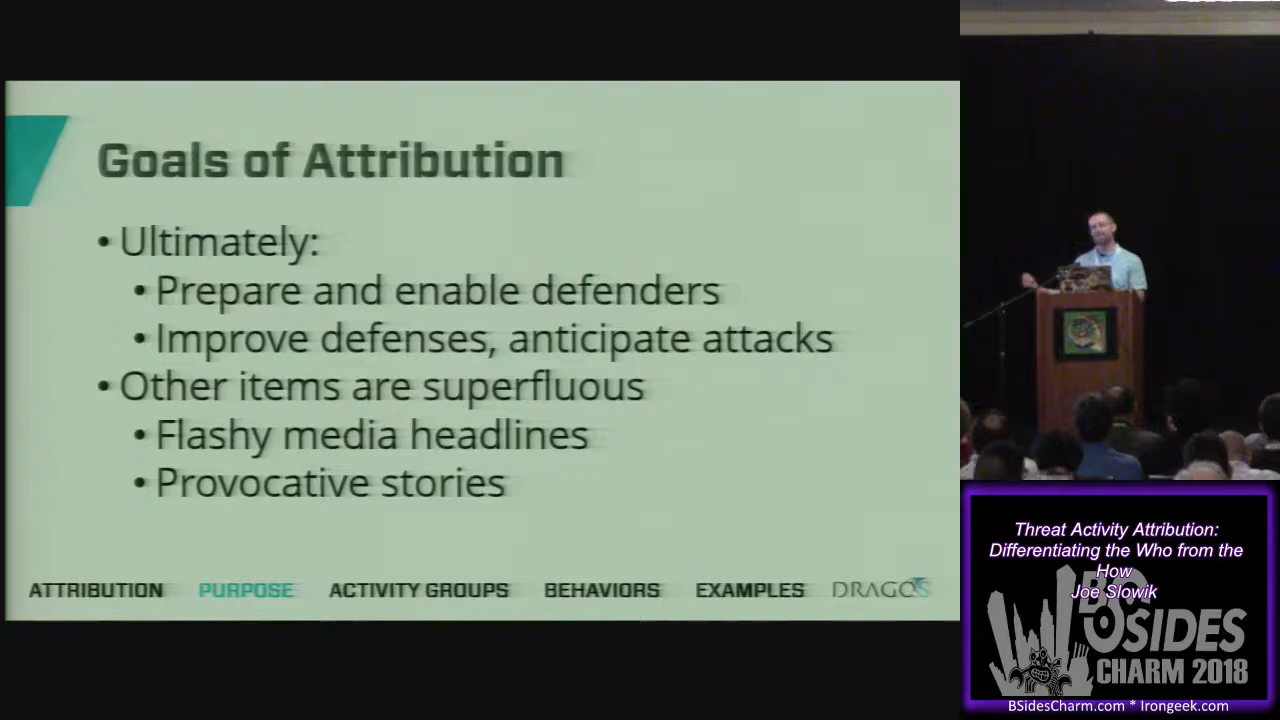 Goals of Attribution
• Ultimately:
• Prepare and enable defenders
• Improve defenses, anticipate attacks
• Other items are superfluous
• Flashy media headlines
• Provocative stories
ATTRIBUTION PURPOSE ACTIVITY GROUPS BEHAVIORS EXAMPLES DRAGOS
Threat Activity Attribution:
Differentiating the Who from the
How
Joe Slowik
BSIDES
CHARM 2018
BSidesCharm.com * Irongeek.com